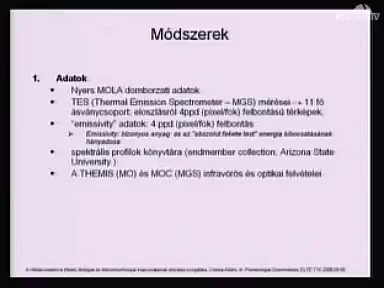 Módszerek
1. Adatok
• Nyers MOLA domborzati adatok
• TES (Thermal Emission Spectrometer – MGS) mérései → 11 fő
ásványcsoport; eloszlásról 4ppd (pixel/fok) felbontású térképek,
• "emissivity" adatok: 4 ppd (pixel/fok) felbontás
➢ Emissivity: bizonyos anyag és az "abszolút fekete test" energia kibocsátásának
hányadosa
• spektrális profilok könyvtára (endmember collection, Arizona State
University )
• A THEMIS (MO) és MOC (MGS) infravörös és optikai felvételei